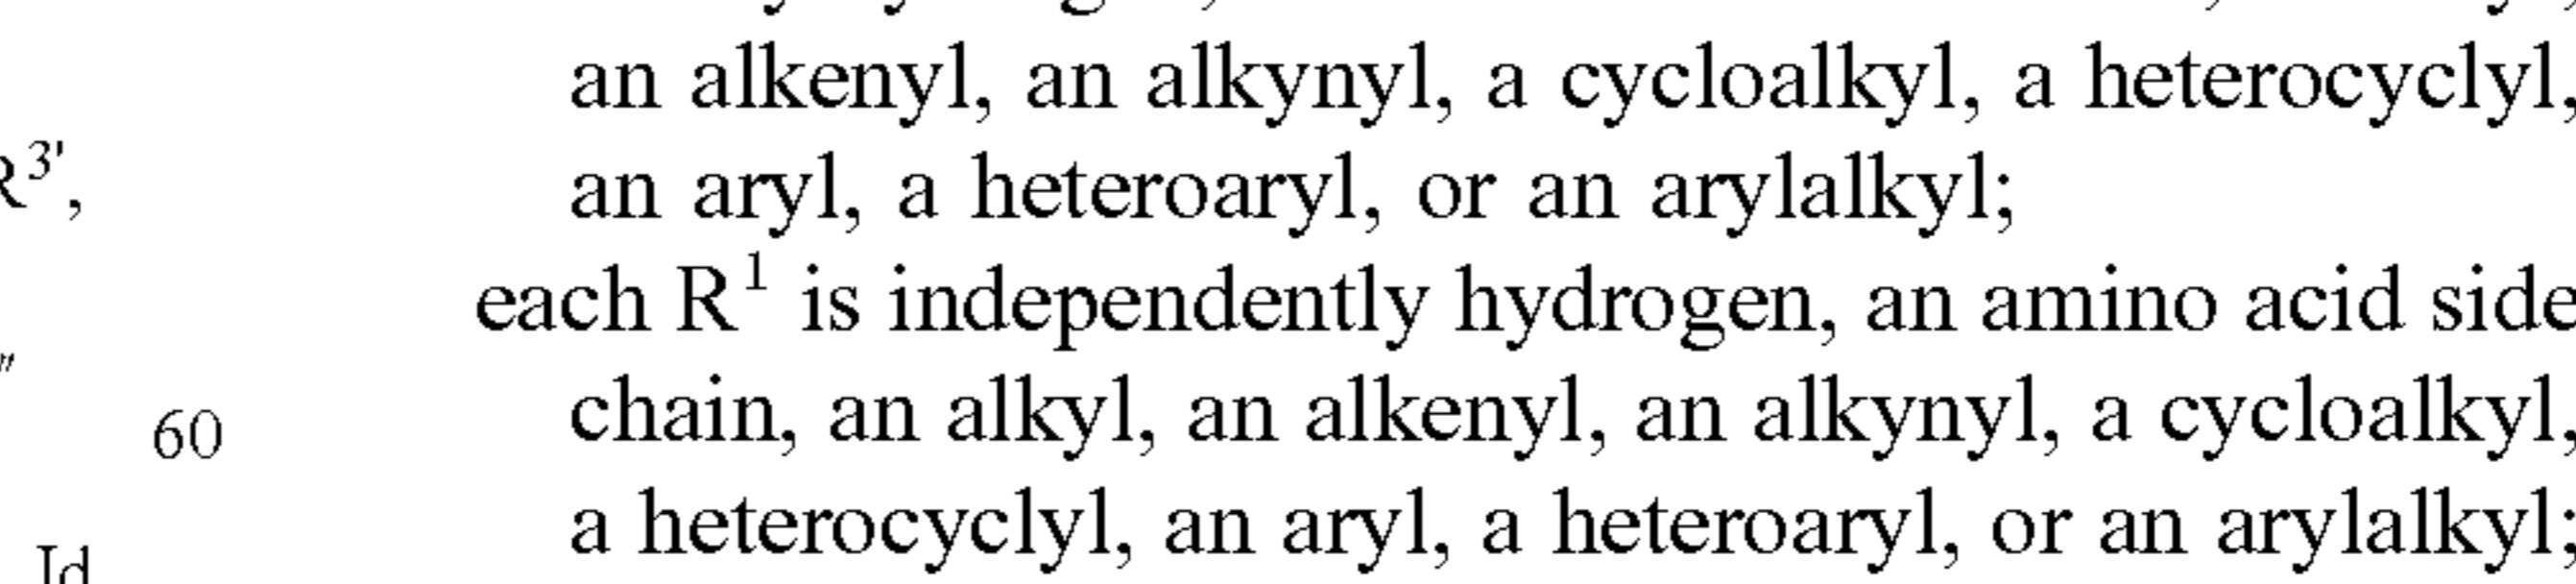 an alkenyl, an alkynyl, a cycloalkyl, a heterocyclyl,
R³',
an aryl, a heteroaryl, or an arylalkyl;
each R¹ is independently hydrogen, an amino acid side
60
chain, an alkyl, an alkenyl, an alkynyl, a cycloalkyl,
a heterocyclyl, an aryl, a heteroaryl, or an arylalkyl;
Id